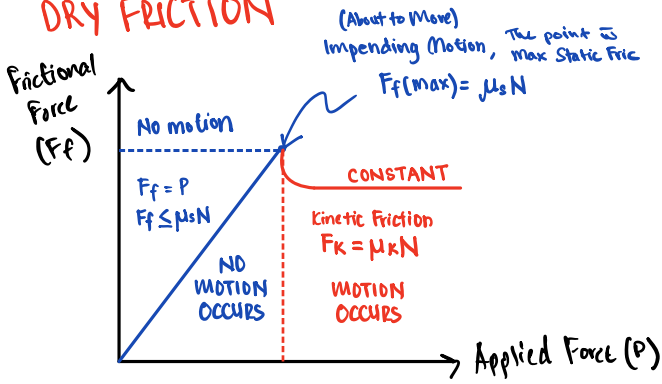 DRY FRICTION
(About to Move)
Impending Motion, The point w
Max Static Fric
Ff(max) = μsN
Frictional
Force
(Ff)
No motion
CONSTANT
Ff = P
Ff ≤ μsN
Kinetic Friction
FK = μKN
NO
MOTION
OCCURS
MOTION
OCCURS
Applied Force (P)